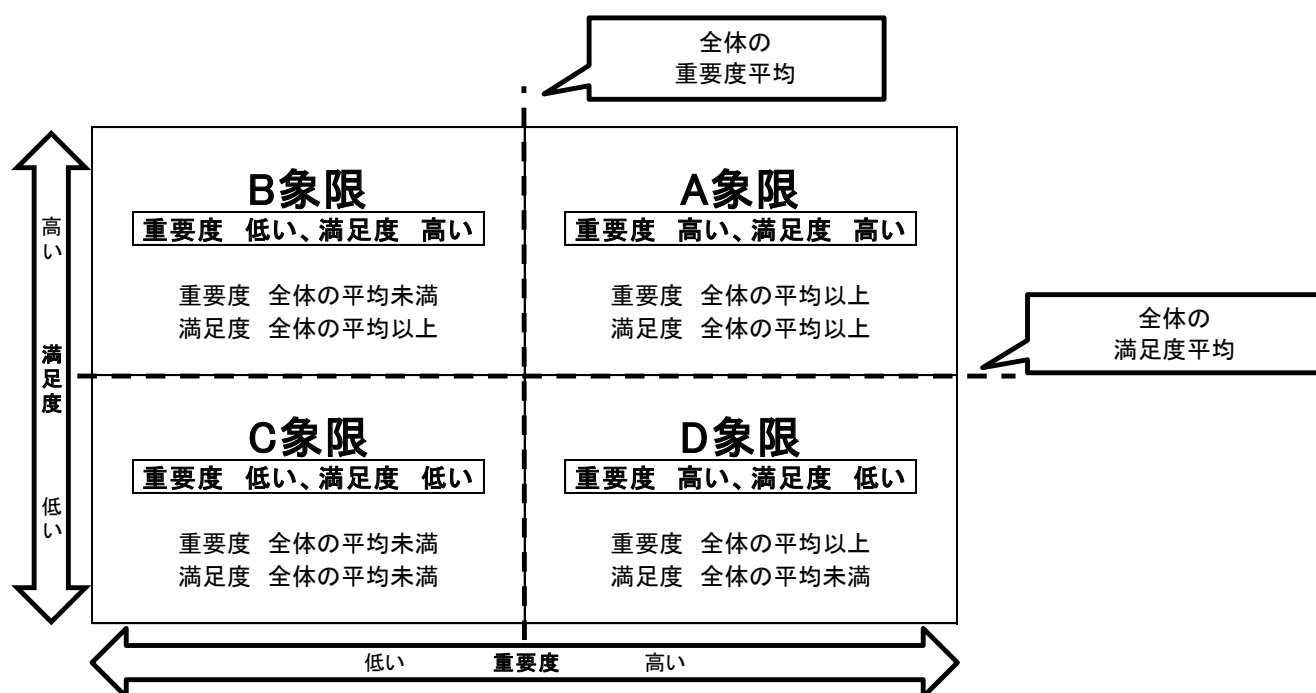 全体の
重要度平均
B象限
重要度　低い、満足度　高い
重要度　全体の平均未満
満足度　全体の平均以上
A象限
重要度　高い、満足度　高い
重要度　全体の平均以上
満足度　全体の平均以上
全体の
満足度平均
高い
満足度
低い
C象限
重要度　低い、満足度　低い
重要度　全体の平均未満
満足度　全体の平均未満
D象限
重要度　高い、満足度　低い
重要度　全体の平均以上
満足度　全体の平均未満
低い　重要度　高い